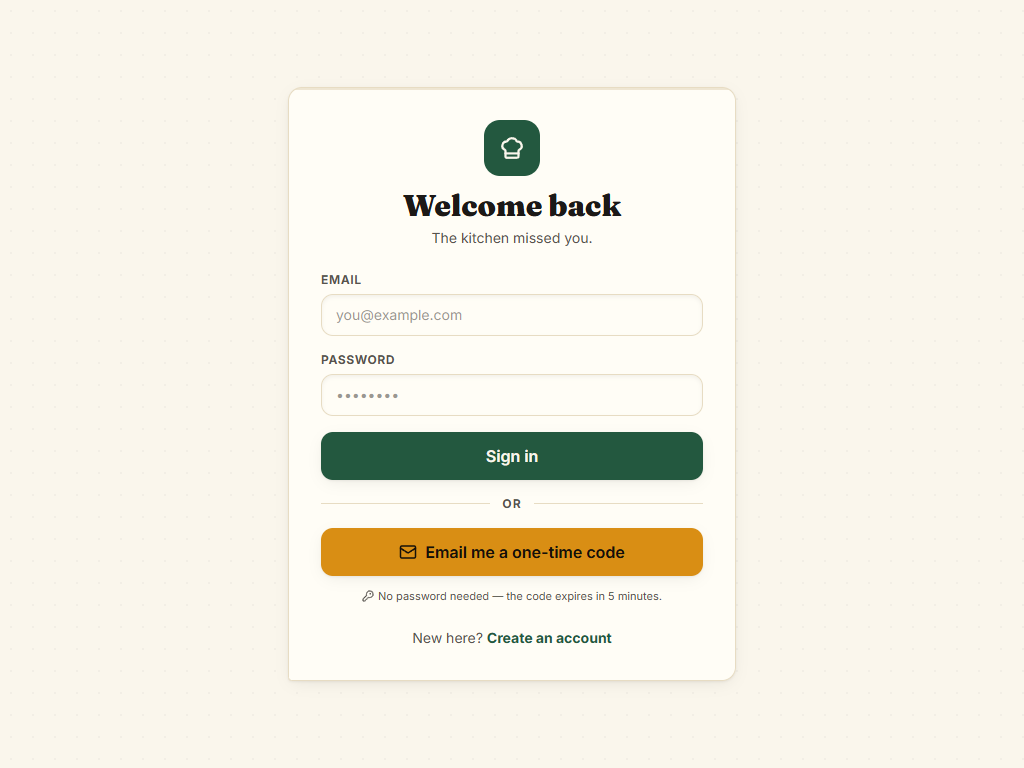 Welcome back
The kitchen missed you.
EMAIL
you@example.com
PASSWORD
••••••••
Sign in
OR
Email me a one-time code
No password needed — the code expires in 5 minutes.
New here? Create an account